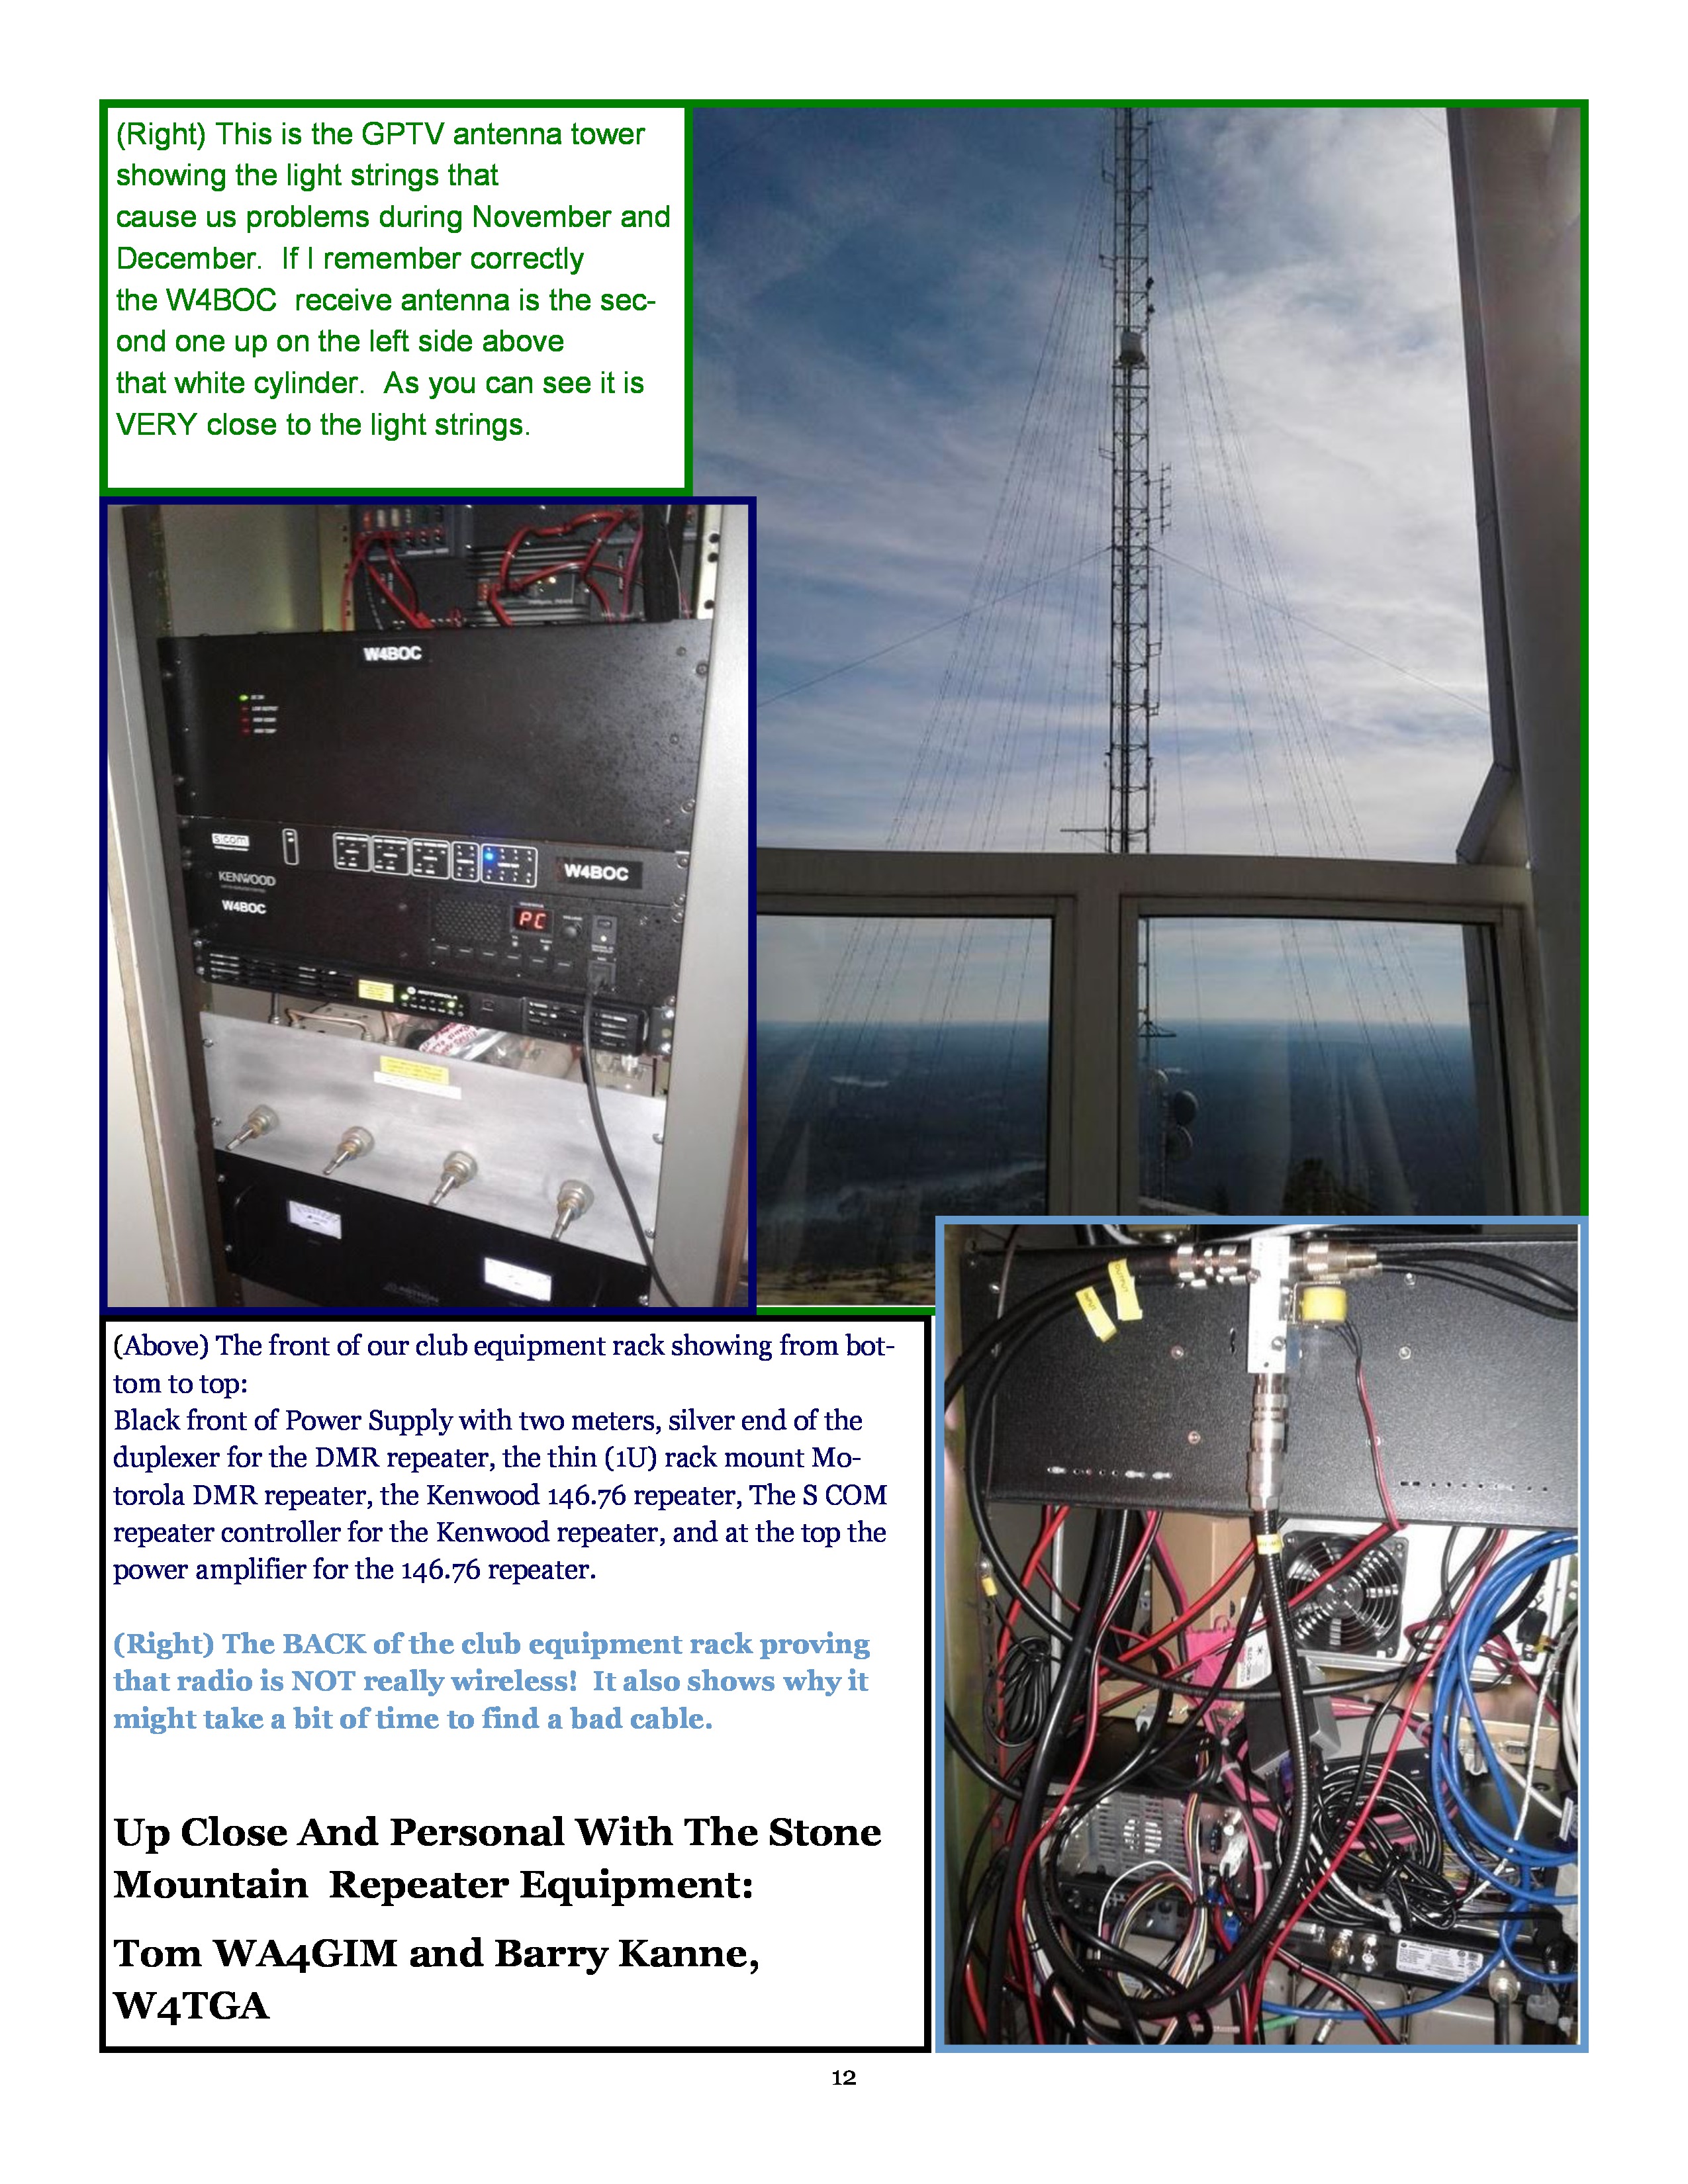 (Right) This is the GPTV antenna tower
showing the light strings that
cause us problems during November and
December.  If I remember correctly
the W4BOC  receive antenna is the sec-
ond one up on the left side above
that white cylinder.  As you can see it is
VERY close to the light strings.
W4BOC
s:com
W4BOC
KENWOOD
W4BOC
PC
(Above) The front of our club equipment rack showing from bot-
tom to top:
Black front of Power Supply with two meters, silver end of the
duplexer for the DMR repeater, the thin (1U) rack mount Mo-
torola DMR repeater, the Kenwood 146.76 repeater, The S COM
repeater controller for the Kenwood repeater, and at the top the
power amplifier for the 146.76 repeater.
(Right) The BACK of the club equipment rack proving
that radio is NOT really wireless!  It also shows why it
might take a bit of time to find a bad cable.
Up Close And Personal With The Stone
Mountain  Repeater Equipment:
Tom WA4GIM and Barry Kanne,
W4TGA
12